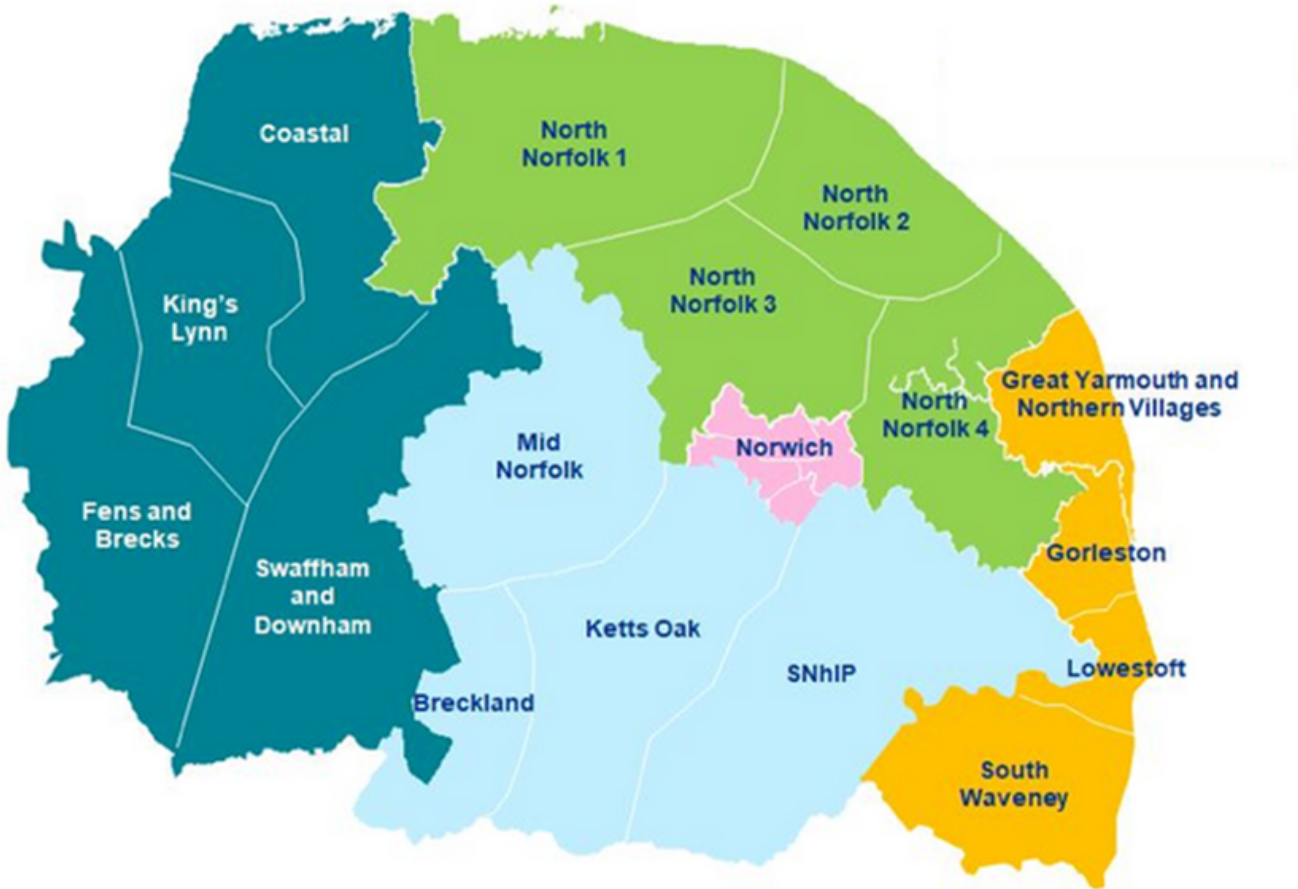 Coastal
North
Norfolk 1
North
Norfolk 2
King's
Lynn
North
Norfolk 3
Great Yarmouth and
Northern Villages
North
Norfolk 4
Mid
Norfolk
Norwich
Fens and
Brecks
Swaffham
and
Downham
Gorleston
Ketts Oak
SNhIP
Lowestoft
Breckland
South
Waveney